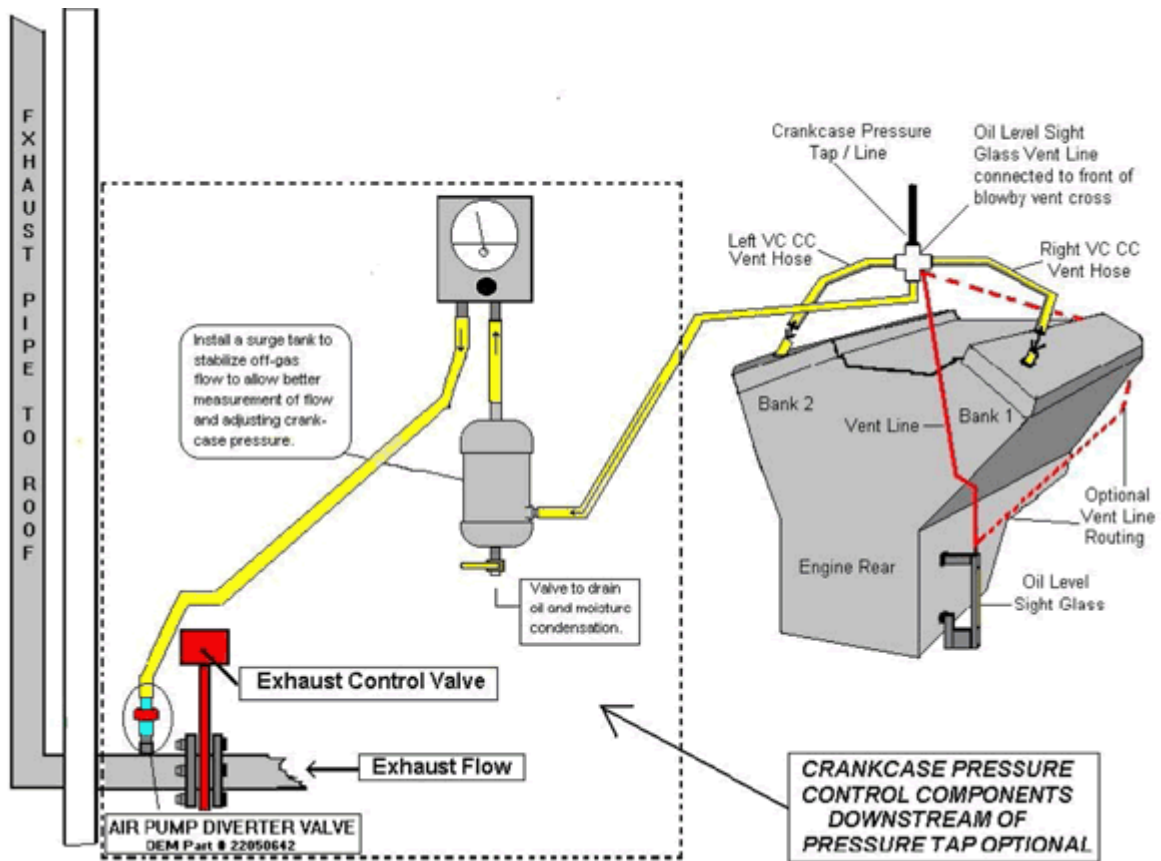 FXHAUST PIPE TO ROOF
Crankcase Pressure
Tap / Line
Oil Level Sight
Glass Vent Line
connected to front of
blowby vent cross
Left VC CC
Vent Hose
Right VC CC
Vent Hose
Install a surge tank to
stabilize off-gas
flow to allow better
measurement of flow
and adjusting crank-
case pressure.
Bank 2
Bank 1
Vent Line
Optional
Vent Line
Routing
Engine Rear
Oil Level
Sight Glass
Valve to drain
oil and moisture
condensation.
Exhaust Control Valve
Exhaust Flow
AIR PUMP DIVERTER VALVE
OEM Part # 22050642
CRANKCASE PRESSURE
CONTROL COMPONENTS
DOWNSTREAM OF
PRESSURE TAP OPTIONAL